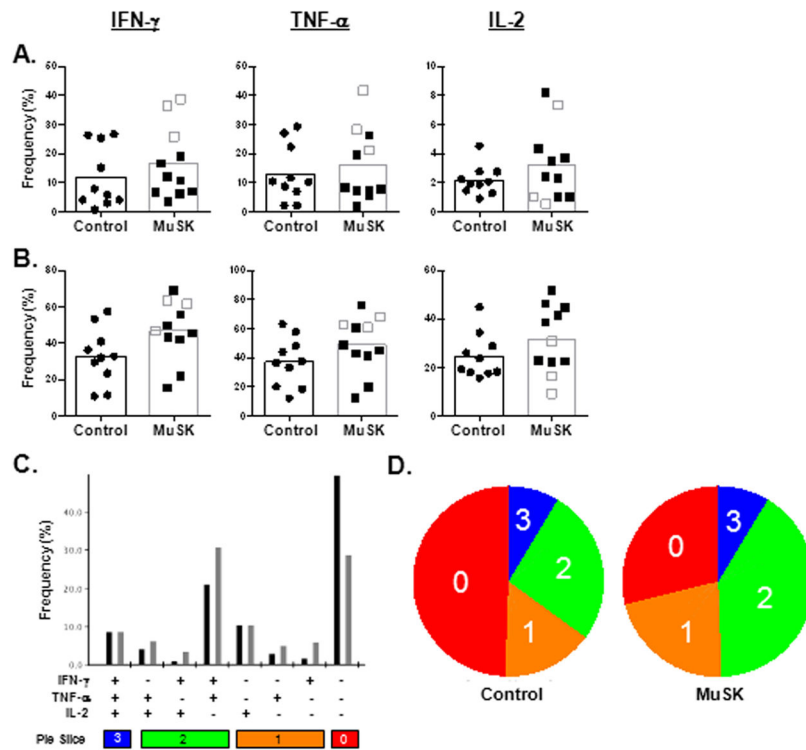 IFN-γ TNF-α IL-2
A.
Frequency (%)
60 50 40 30 20 10 0
Control MuSK
60 50 40 30 20 10 0
Control MuSK
8 6 4 2 0
Control MuSK
B.
Frequency (%)
80 60 40 20 0
Control MuSK
100 80 60 40 20 0
Control MuSK
60 40 20 0
Control MuSK
C.
Frequency (%)
40.0
30.0
20.0
10.0
0.0
IFN-γ + - + + - - + -
TNF-α + + - + - + - -
IL-2 + + + - + - - -
Pie Slice 3 2 1 0
D.
3 2 1 0
Control
3 2 1 0
MuSK